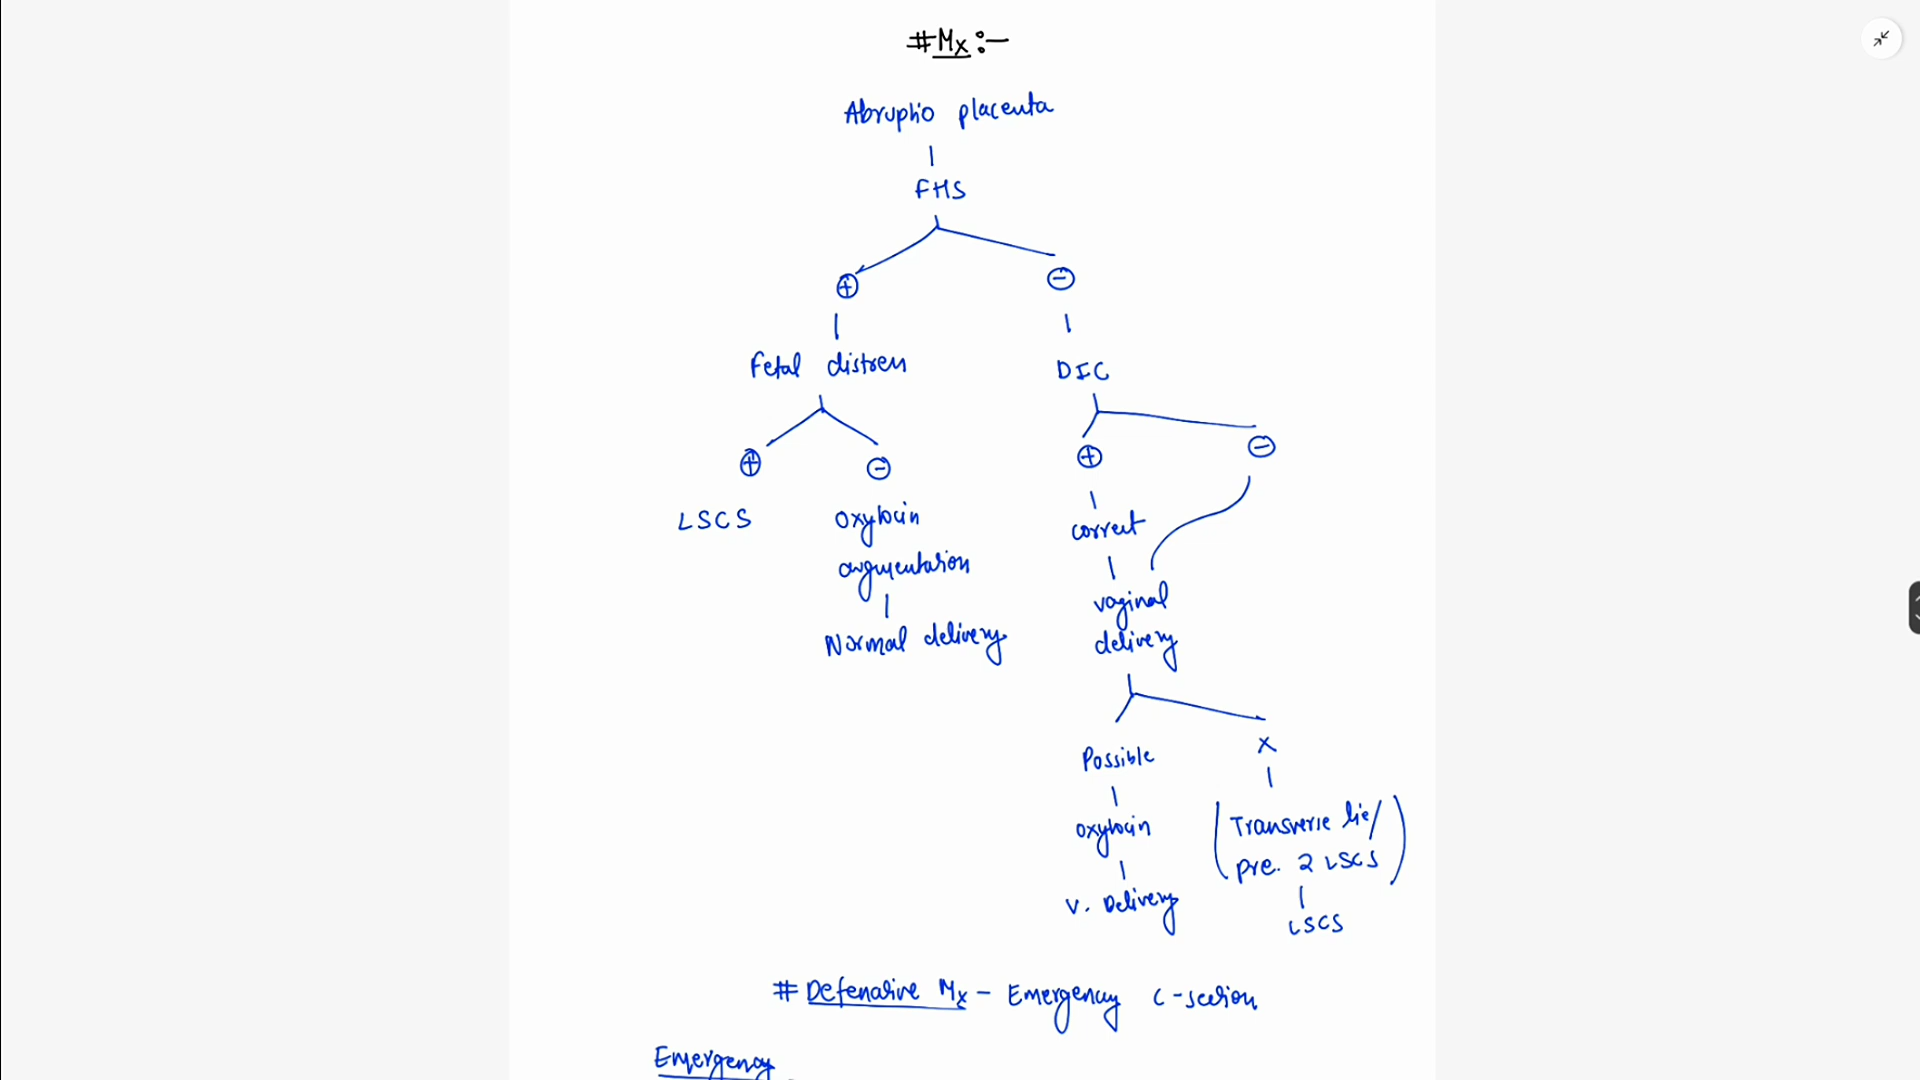 #Mx:-
Abruptio placenta
FHS
+ -
Fetal distress DIC
+ - + -
LSCS oxytocin correct
augmentation
vaginal
Normal delivery delivery
Possible X
oxytocin (Transverse lie/
pre. 2 LSCS)
V. Delivery LSCS
# Defensive Mx - Emergency C-section
Emergency